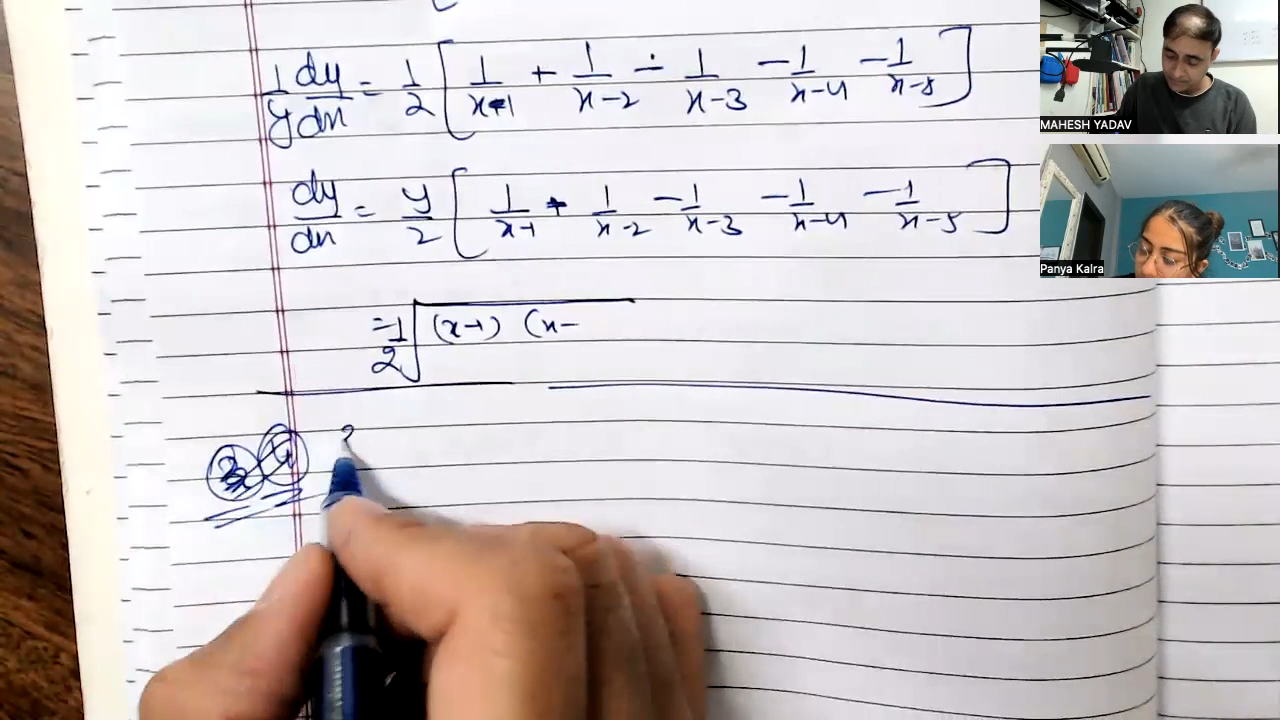 1/y dy/dx = 1/2 [ 1/x-1 + 1/x-2 - 1/x-3 - 1/x-4 - 1/x-5 ]
dy/dx = y/2 [ 1/x-1 + 1/x-2 - 1/x-3 - 1/x-4 - 1/x-5 ]
= 1/2 √(x-1) (x-
MAHESH YADAV
Panya Kalra